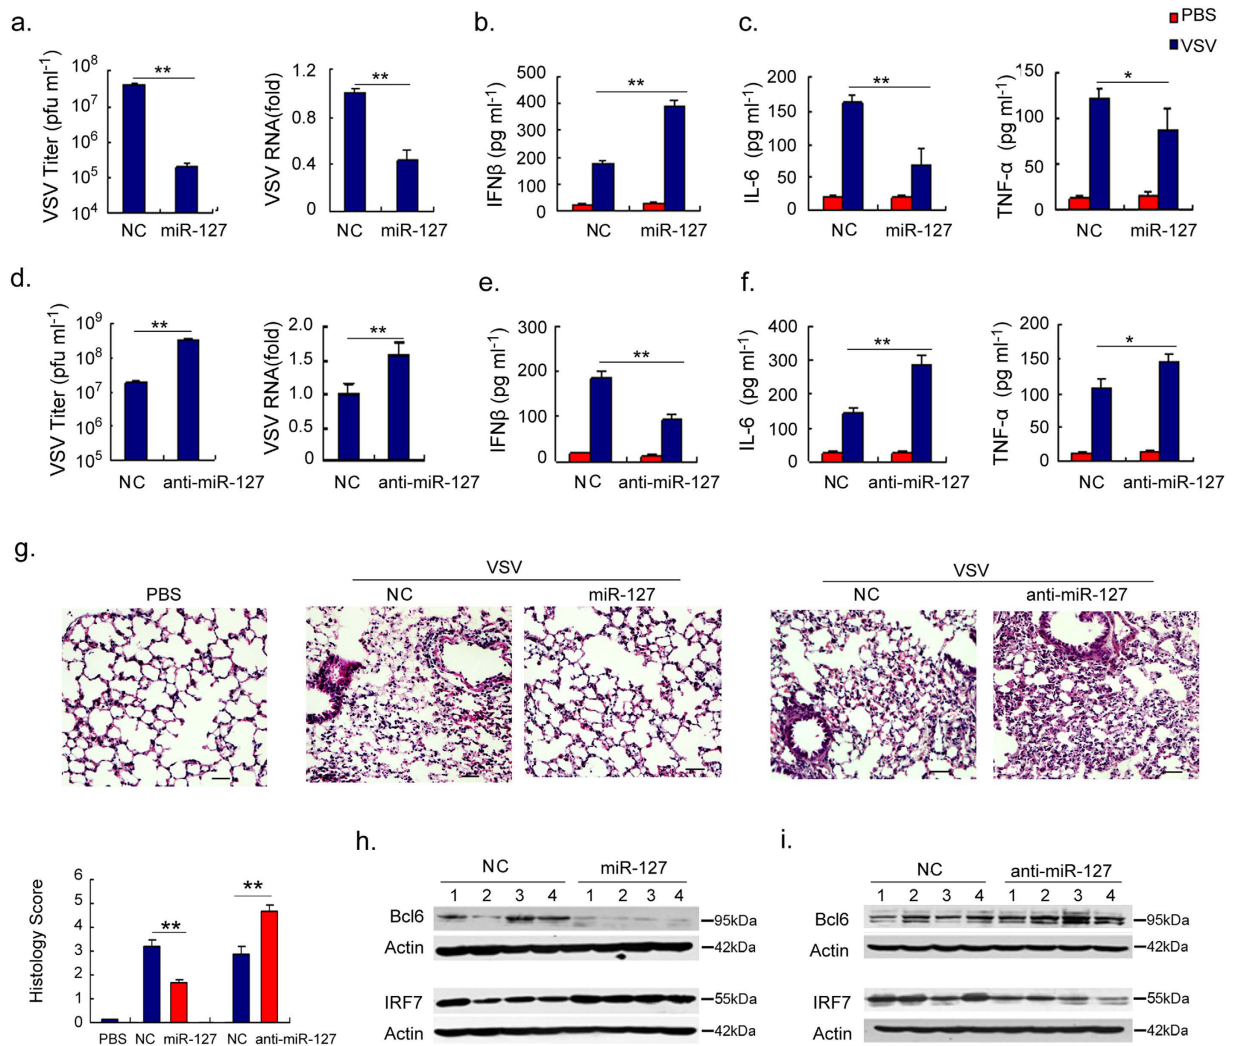 a.
b.
c.
PBS
VSV
VSV Titer (pfu ml-1)
10^8
10^7
10^6
10^5
10^4
**
NC miR-127
VSV RNA(fold)
1.2
0.8
0.4
0
**
NC miR-127
IFNβ (pg ml-1)
500
400
300
200
100
0
**
NC miR-127
IL-6 (pg ml-1)
200
150
100
50
0
**
NC miR-127
TNF-α (pg ml-1)
150
100
50
0
*
NC miR-127
d.
e.
f.
VSV Titer (pfu ml-1)
10^9
10^8
10^7
10^6
10^5
**
NC anti-miR-127
VSV RNA(fold)
2.0
1.5
1.0
0.5
0
**
NC anti-miR-127
IFNβ (pg ml-1)
300
200
100
0
**
NC anti-miR-127
IL-6 (pg ml-1)
400
300
200
100
0
**
NC anti-miR-127
TNF-α (pg ml-1)
200
150
100
50
0
*
NC anti-miR-127
g.
VSV
VSV
PBS
NC
miR-127
NC
anti-miR-127
Histology Score
6
5
4
3
2
1
0
**
**
PBS NC miR-127 NC anti-miR-127
h.
NC miR-127
1 2 3 4 1 2 3 4
Bcl6 95kDa
Actin 42kDa
IRF7 55kDa
Actin 42kDa
i.
NC anti-miR-127
1 2 3 4 1 2 3 4
Bcl6 95kDa
Actin 42kDa
IRF7 55kDa
Actin 42kDa